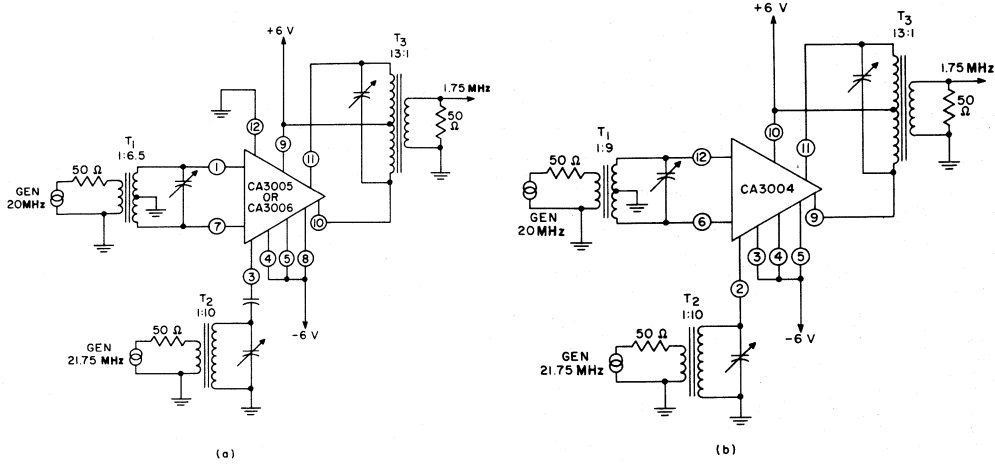 +6 V
T3
13:1
1.75 MHz
50
Ω
12
9
11
T1
1:6.5
50 Ω
1
GEN
20MHz
CA3005
OR
CA3006
7
10
4
5
8
3
T2
1:10
50 Ω
-6 V
GEN
21.75 MHz
(a)
+6 V
T3
13:1
1.75 MHz
50
Ω
10
11
T1
1:9
50 Ω
12
GEN
20MHz
CA3004
6
9
3
4
5
2
T2
1:10
50 Ω
-6 V
GEN
21.75 MHz
(b)